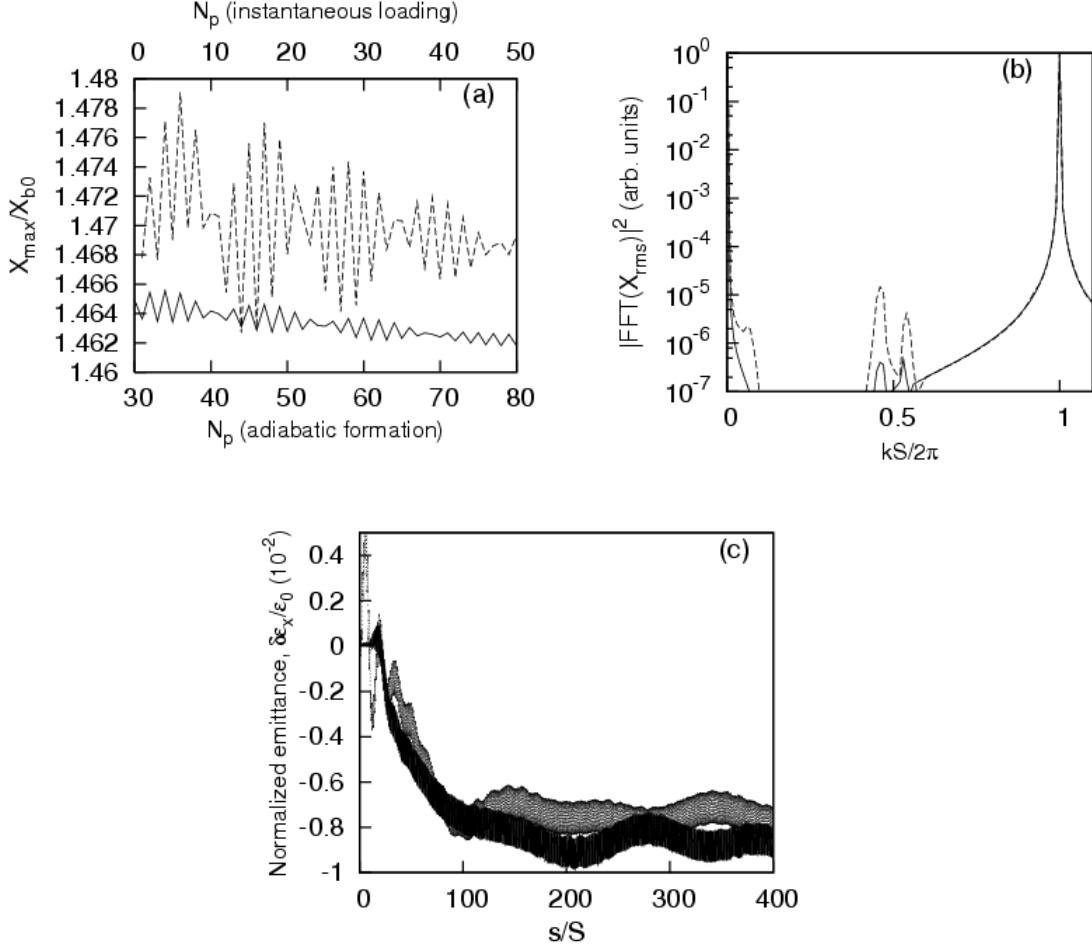 N_p (instantaneous loading)
0 10 20 30 40 50
(a)
1.48
1.478
1.476
1.474
1.472
1.47
1.468
1.466
1.464
1.462
1.46
X_max/X_b0
30 40 50 60 70 80
N_p (adiabatic formation)
(b)
10^0
10^-1
10^-2
10^-3
10^-4
10^-5
10^-6
10^-7
|FFT(X_rms)|^2 (arb. units)
0 0.5 1
kS/2π
(c)
0.4
0.2
0
-0.2
-0.4
-0.6
-0.8
-1
Normalized emittance, δε_x/ε_0 (10^-2)
0 100 200 300 400
s/S